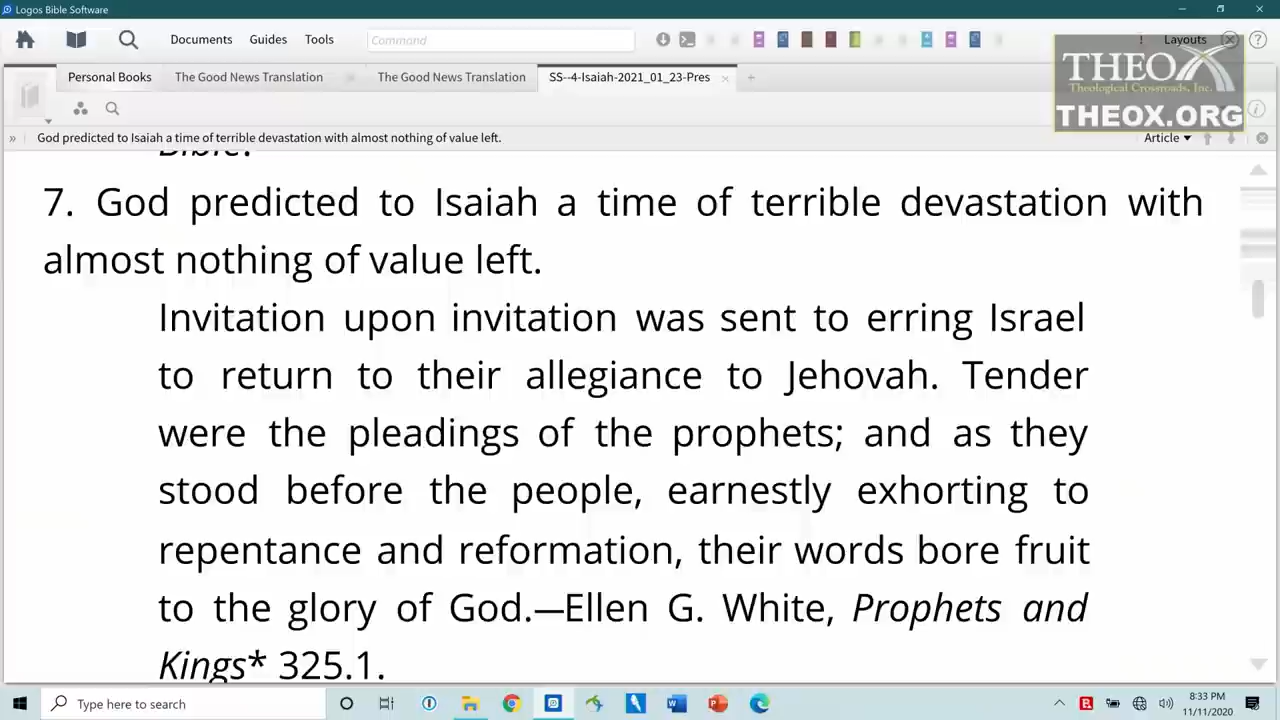 Logos Bible Software
Documents Guides Tools Command Layouts
THEOX
Theological Crossroads, Inc.
THEOX.ORG
Personal Books The Good News Translation The Good News Translation SS--4-Isaiah-2021_01_23-Pres
» God predicted to Isaiah a time of terrible devastation with almost nothing of value left. Article
Bible.
7. God predicted to Isaiah a time of terrible devastation with
almost nothing of value left.
Invitation upon invitation was sent to erring Israel
to return to their allegiance to Jehovah. Tender
were the pleadings of the prophets; and as they
stood before the people, earnestly exhorting to
repentance and reformation, their words bore fruit
to the glory of God.—Ellen G. White, Prophets and
Kings* 325.1.
Type here to search
8:33 PM
11/11/2020